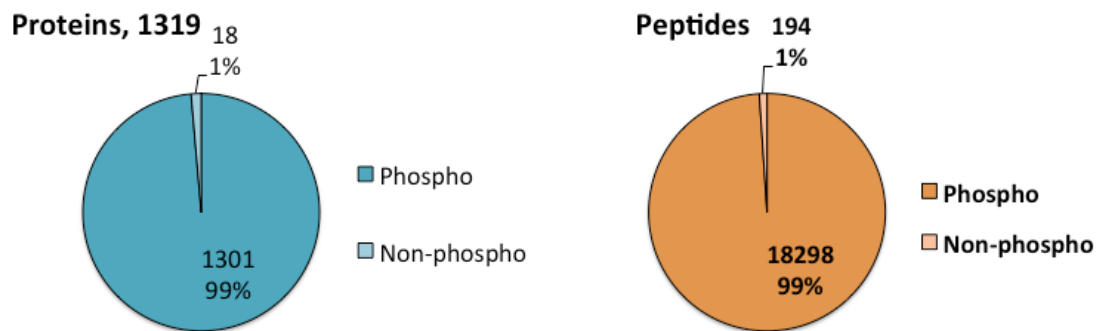 Proteins, 1319
18
1%
1301
99%
Phospho
Non-phospho
Peptides
194
1%
18298
99%
Phospho
Non-phospho